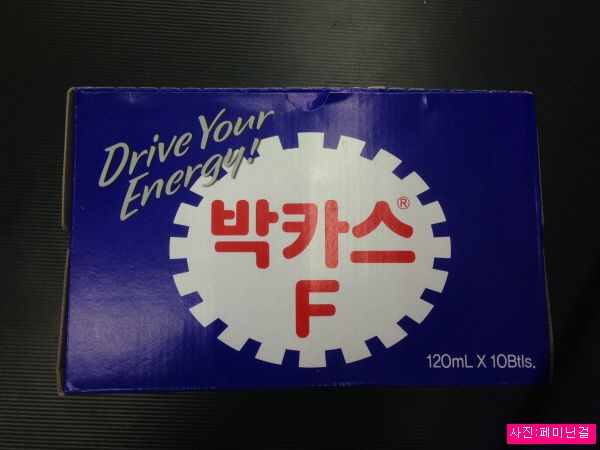 Drive Your
Energy!
박카스®
F
120mL X 10Btls.
사진:페미닌걸